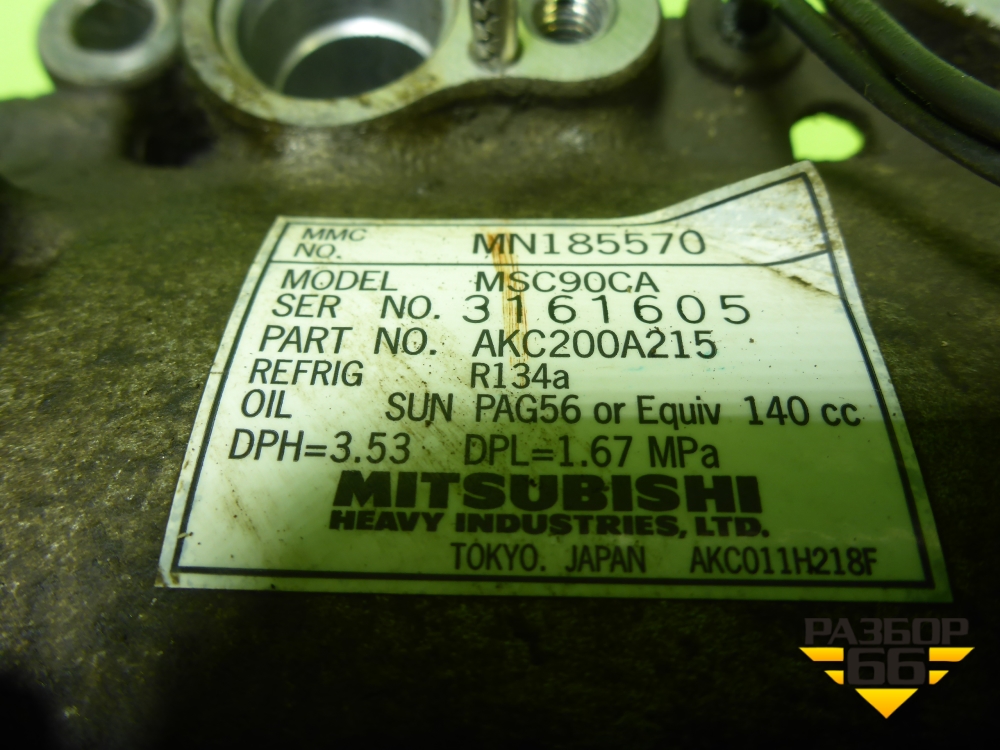 MMC NO. MN185570
MODEL MSC90CA
SER NO. 3161605
PART NO. AKC200A215
REFRIG R134a
OIL SUN PAG56 or Equiv 140 cc
DPH=3.53 DPL=1.67 MPa
MITSUBISHI
HEAVY INDUSTRIES, LTD.
TOKYO. JAPAN AKC011H218F
РАЗБОР
66